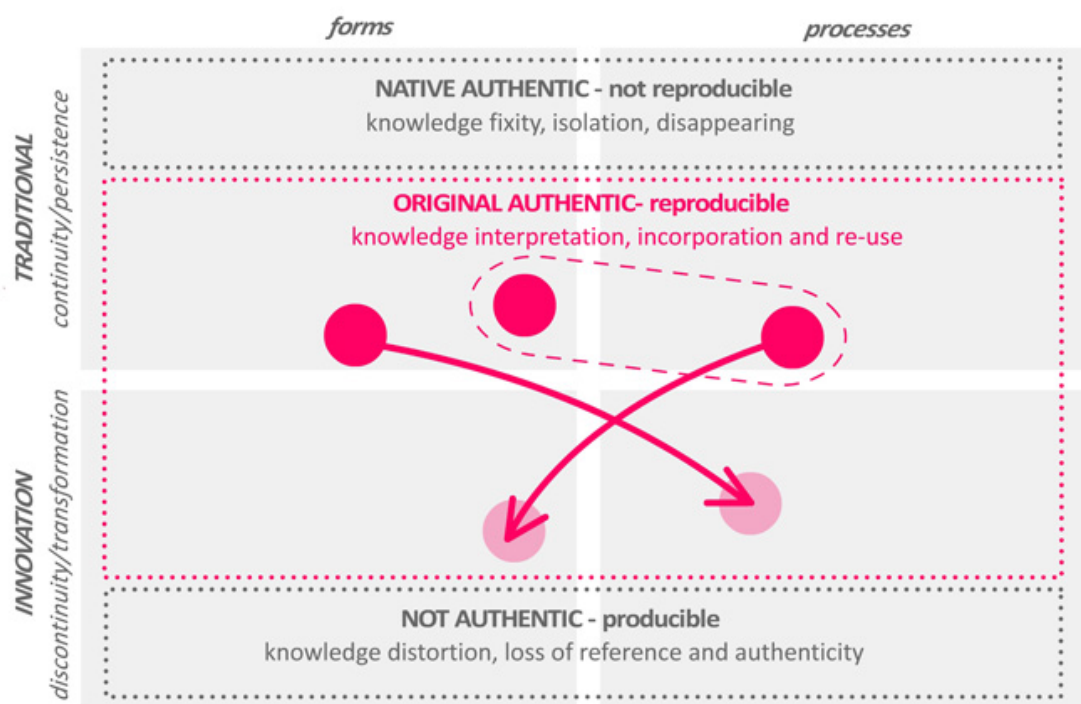 forms
processes
TRADITIONAL
continuity/persistence
NATIVE AUTHENTIC - not reproducible
knowledge fixity, isolation, disappearing
ORIGINAL AUTHENTIC- reproducible
knowledge interpretation, incorporation and re-use
INNOVATION
discontinuity/transformation
NOT AUTHENTIC - producible
knowledge distortion, loss of reference and authenticity